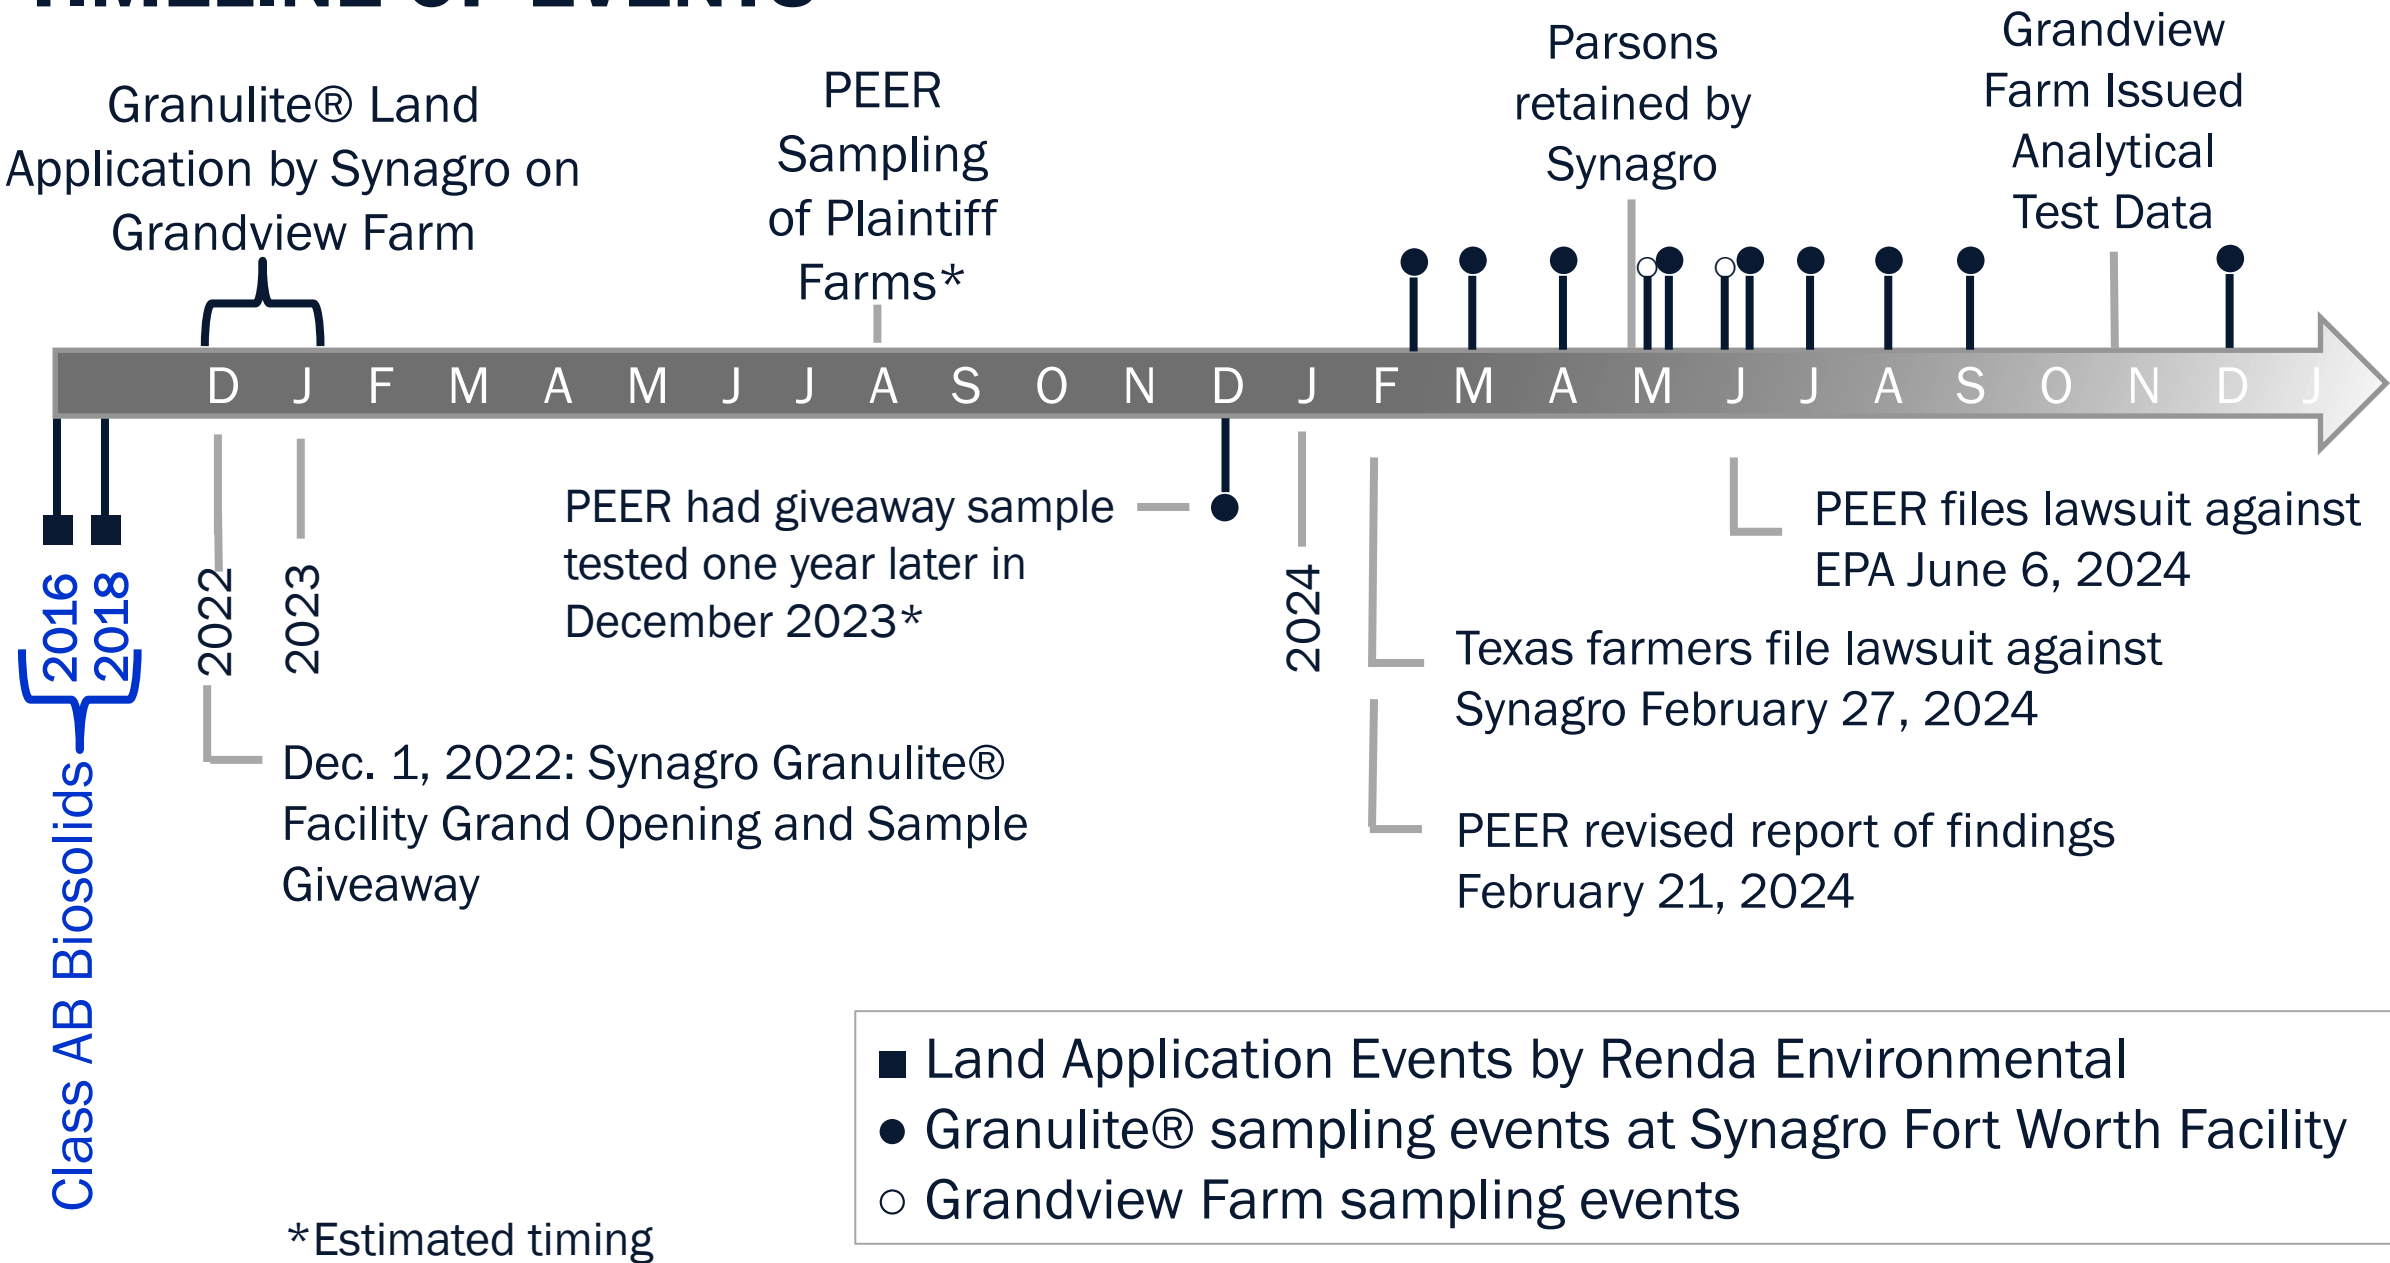 TIMELINE OF EVENTS
Granulite® Land
Application by Synagro on
Grandview Farm
PEER
Sampling
of Plaintiff
Farms*
Parsons
retained by
Synagro
Grandview
Farm Issued
Analytical
Test Data
D J F M A M J J A S O N D J F M A M J J A S O N D J
2016
2018
Class AB Biosolids
2022
2023
2024
PEER had giveaway sample
tested one year later in
December 2023*
Dec. 1, 2022: Synagro Granulite®
Facility Grand Opening and Sample
Giveaway
PEER files lawsuit against
EPA June 6, 2024
Texas farmers file lawsuit against
Synagro February 27, 2024
PEER revised report of findings
February 21, 2024
Land Application Events by Renda Environmental
Granulite® sampling events at Synagro Fort Worth Facility
Grandview Farm sampling events
*Estimated timing